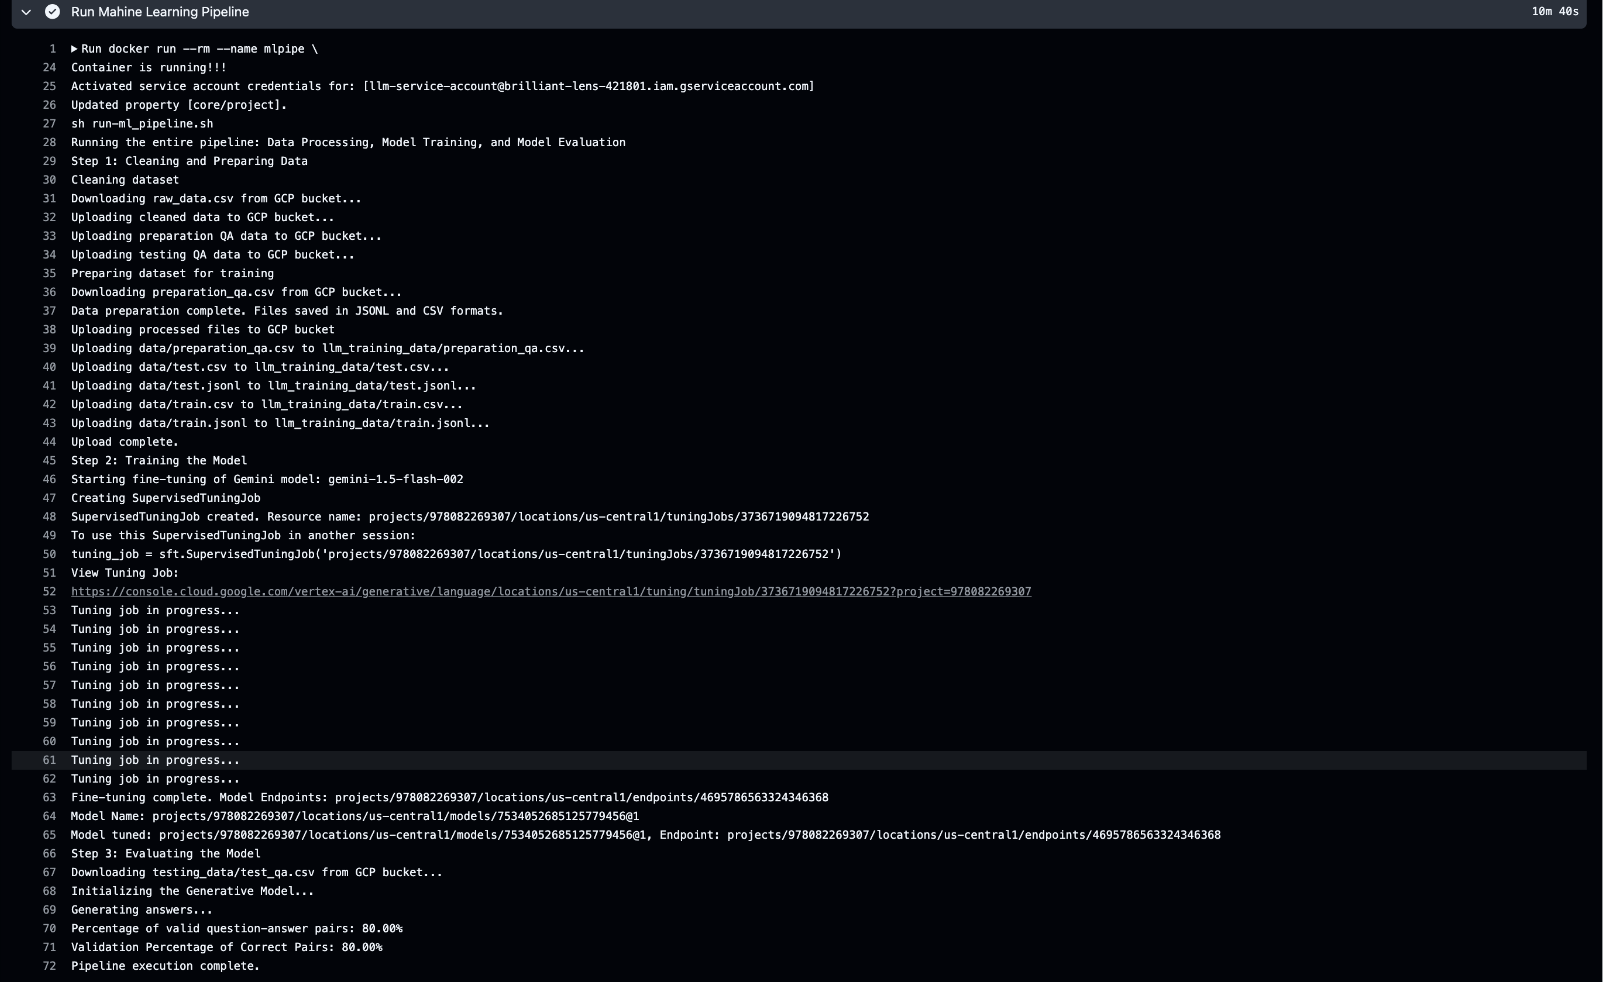 Run Mahine Learning Pipeline 10m 40s
1 Run docker run --rm --name mlpipe \
24 Container is running!!!
25 Activated service account credentials for: [llm-service-account@brilliant-lens-421801.iam.gserviceaccount.com]
26 Updated property [core/project].
27 sh run-ml_pipeline.sh
28 Running the entire pipeline: Data Processing, Model Training, and Model Evaluation
29 Step 1: Cleaning and Preparing Data
30 Cleaning dataset
31 Downloading raw_data.csv from GCP bucket...
32 Uploading cleaned data to GCP bucket...
33 Uploading preparation QA data to GCP bucket...
34 Uploading testing QA data to GCP bucket...
35 Preparing dataset for training
36 Downloading preparation_qa.csv from GCP bucket...
37 Data preparation complete. Files saved in JSONL and CSV formats.
38 Uploading processed files to GCP bucket
39 Uploading data/preparation_qa.csv to llm_training_data/preparation_qa.csv...
40 Uploading data/test.csv to llm_training_data/test.csv...
41 Uploading data/test.jsonl to llm_training_data/test.jsonl...
42 Uploading data/train.csv to llm_training_data/train.csv...
43 Uploading data/train.jsonl to llm_training_data/train.jsonl...
44 Upload complete.
45 Step 2: Training the Model
46 Starting fine-tuning of Gemini model: gemini-1.5-flash-002
47 Creating SupervisedTuningJob
48 SupervisedTuningJob created. Resource name: projects/978082269307/locations/us-central1/tuningJobs/3736719094817226752
49 To use this SupervisedTuningJob in another session:
50 tuning_job = sft.SupervisedTuningJob('projects/978082269307/locations/us-central1/tuningJobs/3736719094817226752')
51 View Tuning Job:
52 https://console.cloud.google.com/vertex-ai/generative/language/locations/us-central1/tuning/tuningJob/3736719094817226752?project=978082269307
53 Tuning job in progress...
54 Tuning job in progress...
55 Tuning job in progress...
56 Tuning job in progress...
57 Tuning job in progress...
58 Tuning job in progress...
59 Tuning job in progress...
60 Tuning job in progress...
61 Tuning job in progress...
62 Tuning job in progress...
63 Fine-tuning complete. Model Endpoints: projects/978082269307/locations/us-central1/endpoints/4695786563324346368
64 Model Name: projects/978082269307/locations/us-central1/models/7534052685125779456@1
65 Model tuned: projects/978082269307/locations/us-central1/models/7534052685125779456@1, Endpoint: projects/978082269307/locations/us-central1/endpoints/4695786563324346368
66 Step 3: Evaluating the Model
67 Downloading testing_data/test_qa.csv from GCP bucket...
68 Initializing the Generative Model...
69 Generating answers...
70 Percentage of valid question-answer pairs: 80.00%
71 Validation Percentage of Correct Pairs: 80.00%
72 Pipeline execution complete.